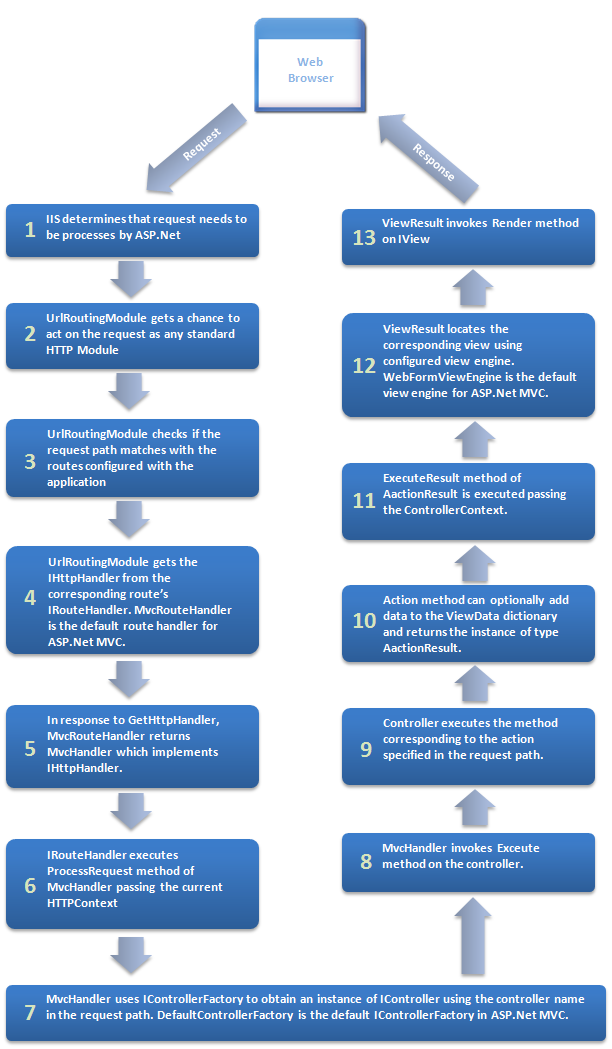 Web
Browser
Request
Response
1
IIS determines that request needs to
be processes by ASP.Net
2
UrlRoutingModule gets a chance to
act on the request as any standard
HTTP Module
3
UrlRoutingModule checks if the
request path matches with the
routes configured with the
application
4
UrlRoutingModule gets the
IHttpHandler from the
corresponding route's
IRouteHandler. MvcRouteHandler
is the default route handler for
ASP.Net MVC.
5
In response to GetHttpHandler,
MvcRouteHandler returns
MvcHandler which implements
IHttpHandler.
6
IRouteHandler executes
ProcessRequest method of
MvcHandler passing the current
HTTPContext
7
MvcHandler uses IControllerFactory to obtain an instance of IController using the controller name
in the request path. DefaultControllerFactory is the default IControllerFactory in ASP.Net MVC.
8
MvcHandler invokes Exceute
method on the controller.
9
Controller executes the method
corresponding to the action
specified in the request path.
10
Action method can optionally add
data to the ViewData dictionary
and returns the instance of type
AactionResult.
11
ExecuteResult method of
AactionResult is executed passing
the ControllerContext.
12
ViewResult locates the
corresponding view using
configured view engine.
WebFormViewEngine is the default
view engine for ASP.Net MVC.
13
ViewResult invokes Render method
on IView